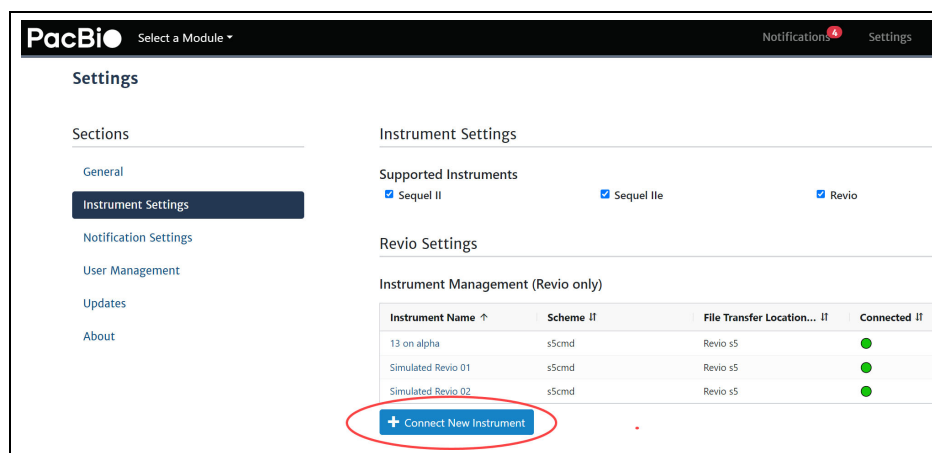 PacBio Select a Module Notifications 4 Settings
Settings
Sections
General
Instrument Settings
Notification Settings
User Management
Updates
About
Instrument Settings
Supported Instruments
Sequel II Sequel IIe Revio
Revio Settings
Instrument Management (Revio only)
Instrument Name ↑ Scheme ↓↑ File Transfer Location... ↓↑ Connected ↓↑
13 on alpha s5cmd Revio s5
Simulated Revio 01 s5cmd Revio s5
Simulated Revio 02 s5cmd Revio s5
+ Connect New Instrument